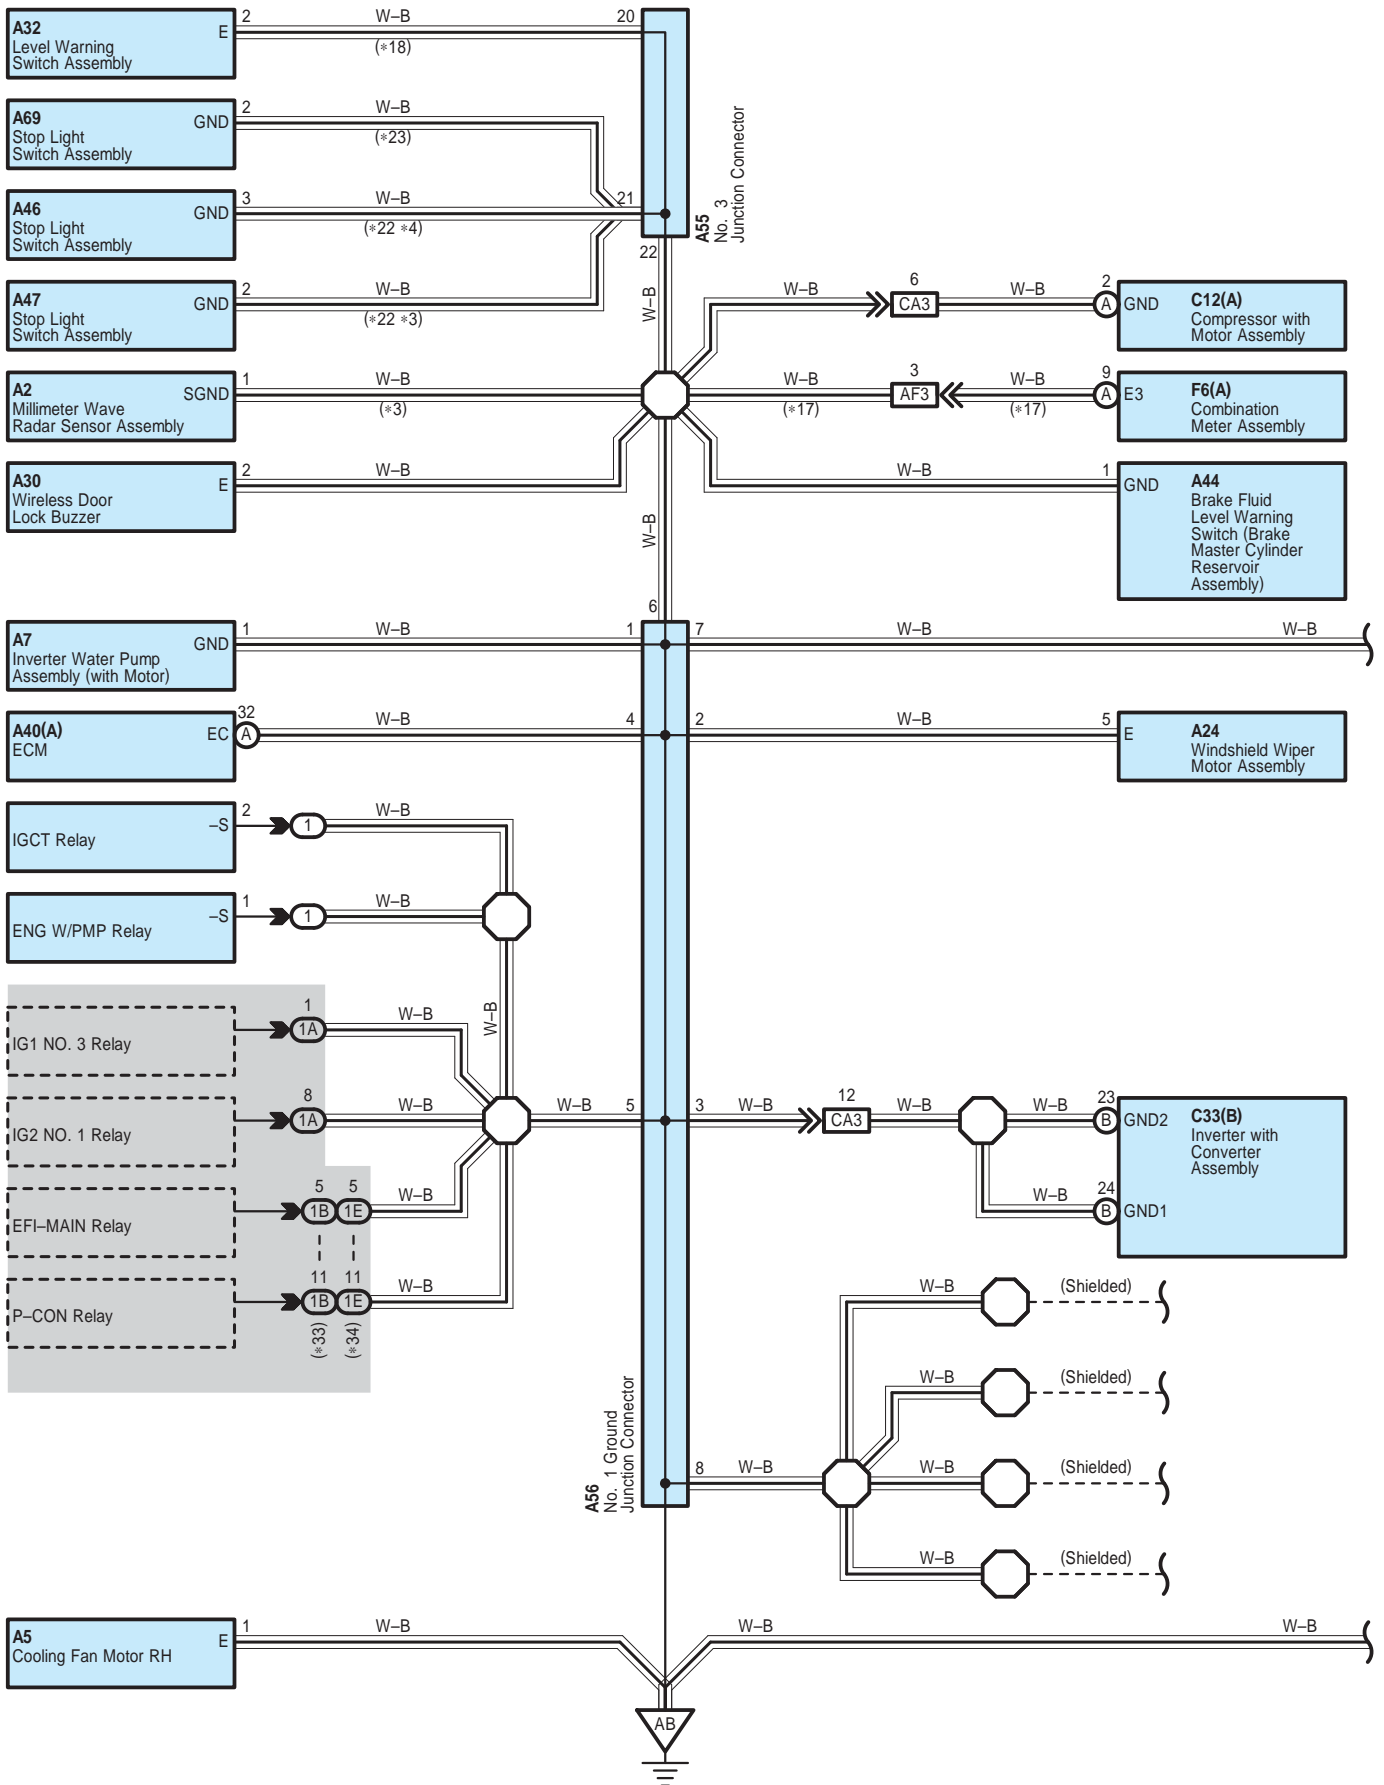 A32
Level Warning
Switch Assembly
E
2
W–B
(*18)
20
A69
Stop Light
Switch Assembly
GND
2
W–B
(*23)
A46
Stop Light
Switch Assembly
GND
3
W–B
(*22 *4)
21
A47
Stop Light
Switch Assembly
GND
2
W–B
(*22 *3)
A55
No. 3
Junction Connector
22
W–B
A2
Millimeter Wave
Radar Sensor Assembly
SGND
1
W–B
(*3)
A30
Wireless Door
Lock Buzzer
E
2
W–B
W–B
6
CA3
W–B
2
A
GND
C12(A)
Compressor with
Motor Assembly
W–B
(*17)
3
AF3
W–B
(*17)
9
A
E3
F6(A)
Combination
Meter Assembly
W–B
1
GND
A44
Brake Fluid
Level Warning
Switch (Brake
Master Cylinder
Reservoir
Assembly)
W–B
6
A7
Inverter Water Pump
Assembly (with Motor)
GND
1
W–B
1
7
W–B
W–B
A40(A)
ECM
EC
32
A
W–B
4
2
W–B
5
E
A24
Windshield Wiper
Motor Assembly
IGCT Relay
–S
2
1
W–B
ENG W/PMP Relay
–S
1
1
W–B
W–B
IG1 NO. 3 Relay
1
1A
W–B
IG2 NO. 1 Relay
8
1A
W–B
W–B
5
3
W–B
12
CA3
W–B
W–B
23
B
GND2
C33(B)
Inverter with
Converter
Assembly
W–B
24
B
GND1
EFI–MAIN Relay
5
5
1B
1E
W–B
P–CON Relay
11
11
1B
1E
W–B
(*33)
(*34)
A56
No. 1 Ground
Junction Connector
8
W–B
W–B
(Shielded)
W–B
(Shielded)
W–B
(Shielded)
W–B
(Shielded)
A5
Cooling Fan Motor RH
E
1
W–B
W–B
W–B
AB